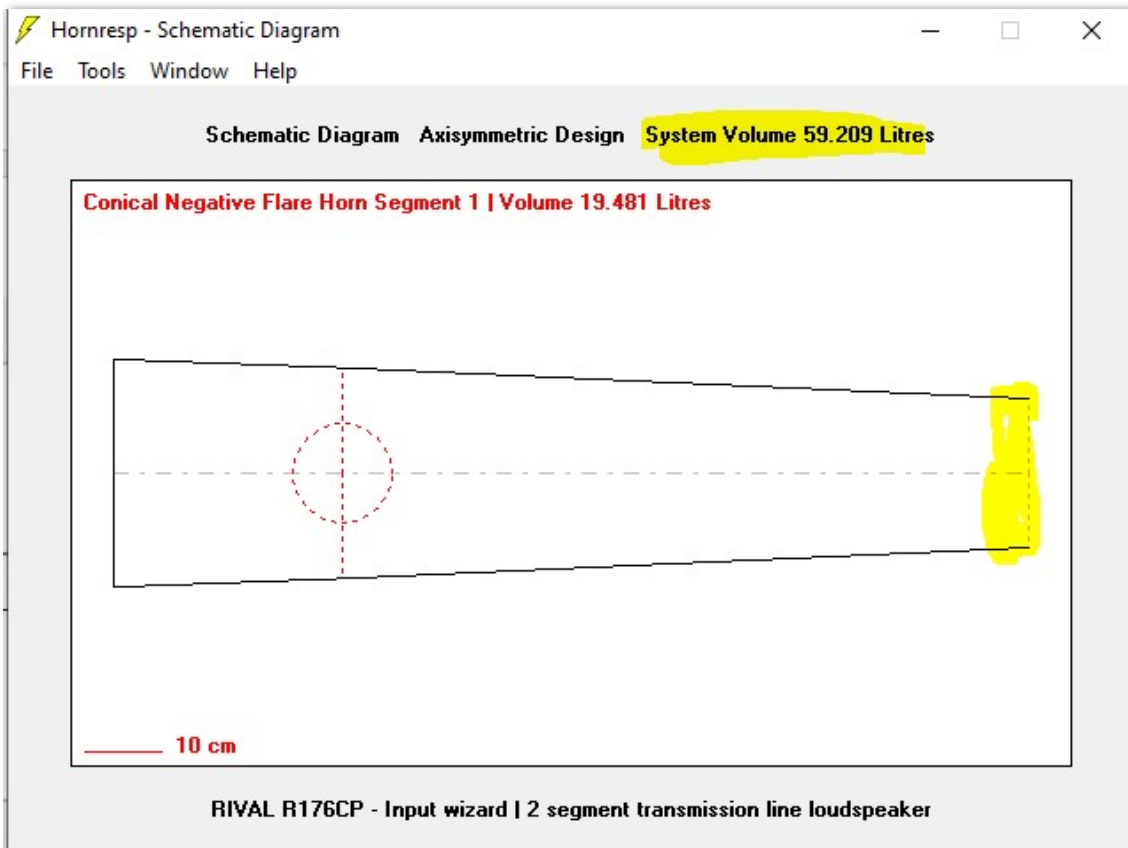 Hornresp - Schematic Diagram
File Tools Window Help
Schematic Diagram Axisymmetric Design System Volume 59.209 Litres
Conical Negative Flare Horn Segment 1 | Volume 19.481 Litres
10 cm
RIVAL R176CP - Input wizard | 2 segment transmission line loudspeaker